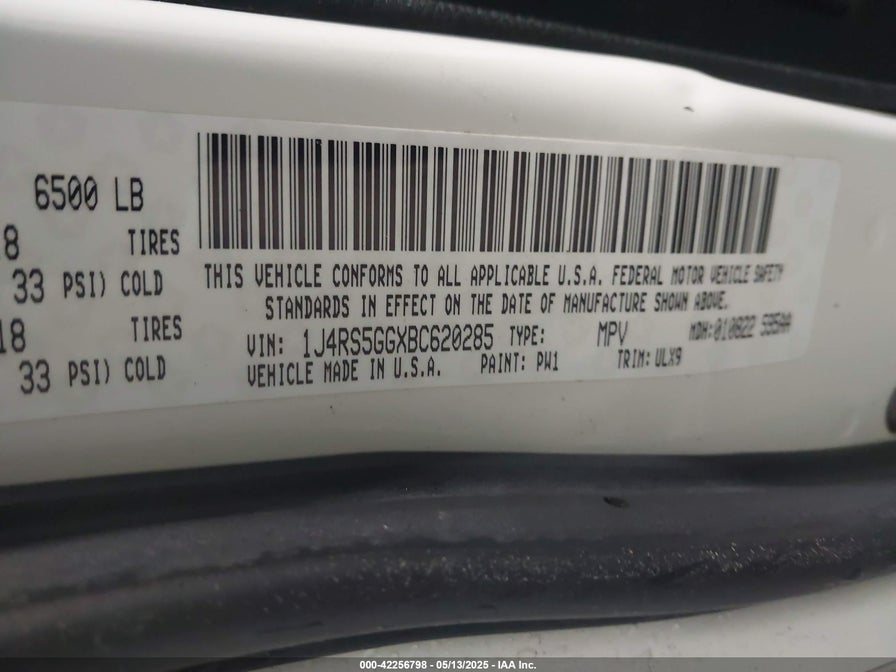 6500 LB
8 TIRES
33 PSI) COLD
18 TIRES
33 PSI) COLD
THIS VEHICLE CONFORMS TO ALL APPLICABLE U.S.A. FEDERAL MOTOR VEHICLE SAFETY
STANDARDS IN EFFECT ON THE DATE OF MANUFACTURE SHOWN ABOVE.
VIN: 1J4RS5GGXBC620285 TYPE: MPV MDH:010822 595AA
VEHICLE MADE IN U.S.A. PAINT: PW1 TRIM: ULX9
000-42256798 - 05/13/2025 - IAA Inc.